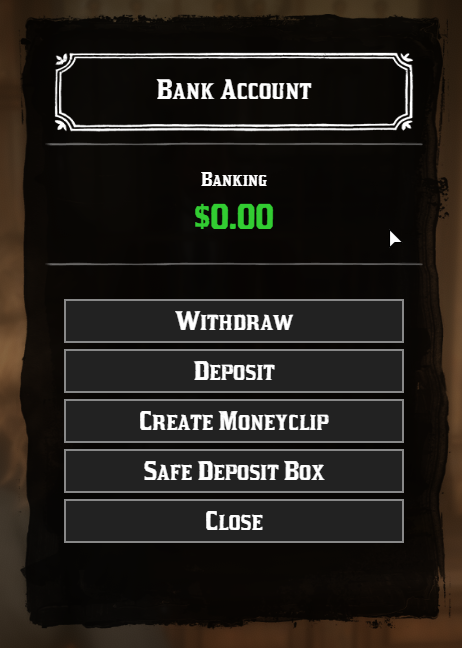 Bank Account
Banking
$0.00
Withdraw
Deposit
Create Moneyclip
Safe Deposit Box
Close